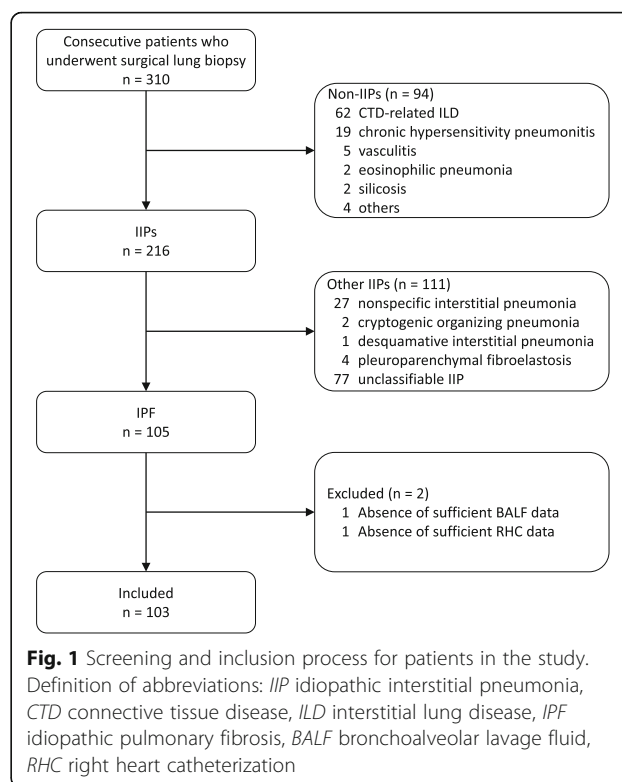 Consecutive patients who
underwent surgical lung biopsy
n = 310
Non-IIPs (n = 94)
62 CTD-related ILD
19 chronic hypersensitivity pneumonitis
5 vasculitis
2 eosinophilic pneumonia
2 silicosis
4 others
IIPs
n = 216
Other IIPs (n = 111)
27 nonspecific interstitial pneumonia
2 cryptogenic organizing pneumonia
1 desquamative interstitial pneumonia
4 pleuroparenchymal fibroelastosis
77 unclassifiable IIP
IPF
n = 105
Excluded (n = 2)
1 Absence of sufficient BALF data
1 Absence of sufficient RHC data
Included
n = 103
Fig. 1 Screening and inclusion process for patients in the study.
Definition of abbreviations: IIP idiopathic interstitial pneumonia,
CTD connective tissue disease, ILD interstitial lung disease, IPF
idiopathic pulmonary fibrosis, BALF bronchoalveolar lavage fluid,
RHC right heart catheterization